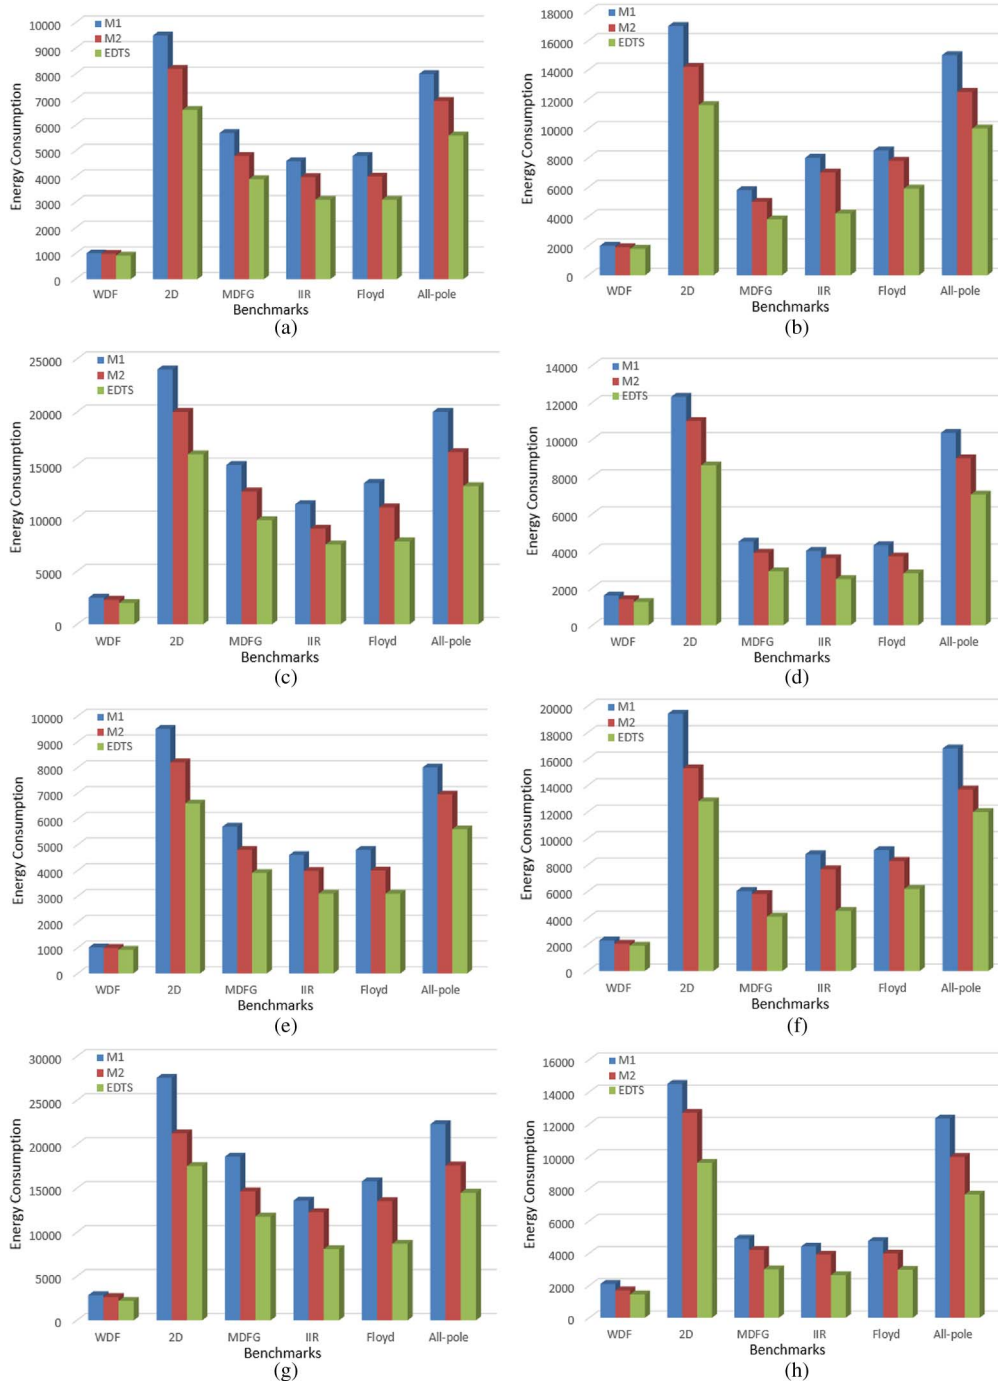 10000
9000
8000
7000
6000
5000
4000
3000
2000
1000
0
Energy Consumption
M1
M2
EDTS
WDF 2D MDFG IIR Floyd All-pole
Benchmarks
(a)
18000
16000
14000
12000
10000
8000
6000
4000
2000
0
Energy Consumption
M1
M2
EDTS
WDF 2D MDFG IIR Floyd All-pole
Benchmarks
(b)
25000
20000
15000
10000
5000
0
Energy Consumption
M1
M2
EDTS
WDF 2D MDFG IIR Floyd All-pole
Benchmarks
(c)
14000
12000
10000
8000
6000
4000
2000
0
Energy Consumption
M1
M2
EDTS
WDF 2D MDFG IIR Floyd All-pole
Benchmarks
(d)
10000
9000
8000
7000
6000
5000
4000
3000
2000
1000
0
Energy Consumption
M1
M2
EDTS
WDF 2D MDFG IIR Floyd All-pole
Benchmarks
(e)
20000
18000
16000
14000
12000
10000
8000
6000
4000
2000
0
Energy Consumption
M1
M2
EDTS
WDF 2D MDFG IIR Floyd All-pole
Benchmarks
(f)
30000
25000
20000
15000
10000
5000
0
Energy Consumption
M1
M2
EDTS
WDF 2D MDFG IIR Floyd All-pole
Benchmarks
(g)
16000
14000
12000
10000
8000
6000
4000
2000
0
Energy Consumption
M1
M2
EDTS
WDF 2D MDFG IIR Floyd All-pole
Benchmarks
(h)